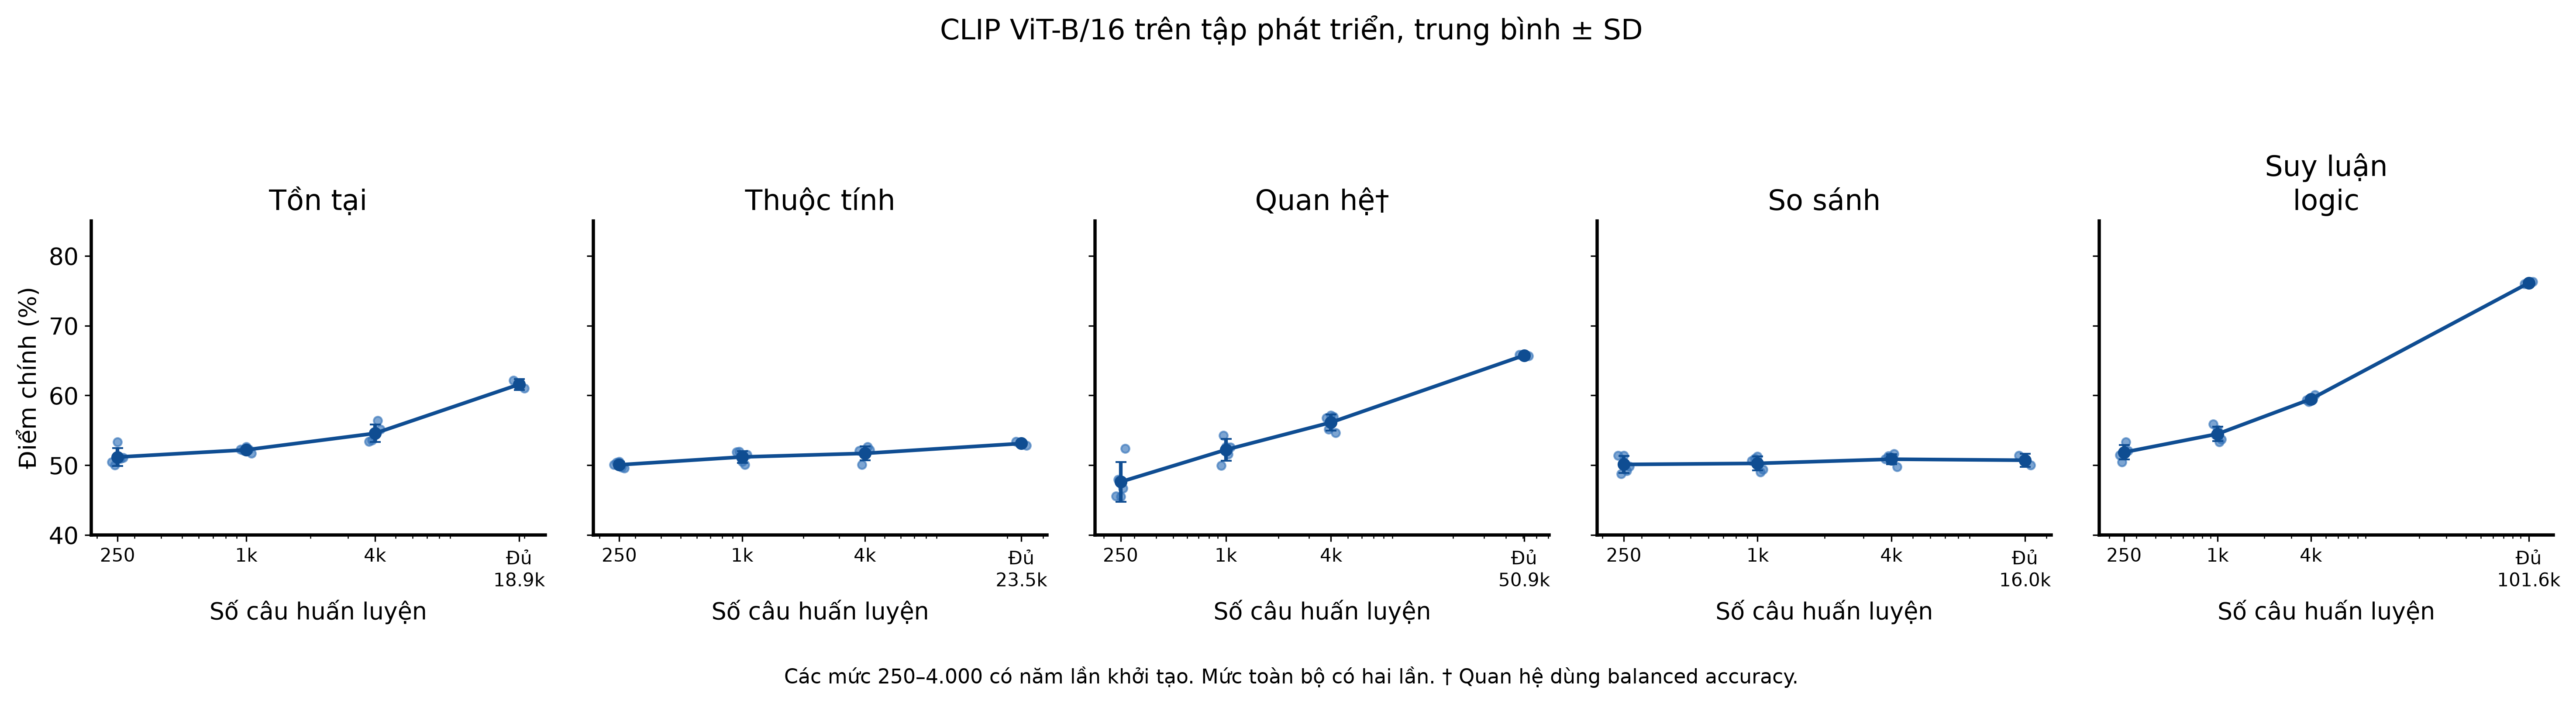 CLIP ViT-B/16 trên tập phát triển, trung bình ± SD
Tồn tại
Thuộc tính
Quan hệ†
So sánh
Suy luận
logic
Điểm chính (%)
80
70
60
50
40
250
1k
4k
Đủ
18.9k
250
1k
4k
Đủ
23.5k
250
1k
4k
Đủ
50.9k
250
1k
4k
Đủ
16.0k
250
1k
4k
Đủ
101.6k
Số câu huấn luyện
Số câu huấn luyện
Số câu huấn luyện
Số câu huấn luyện
Số câu huấn luyện
Các mức 250–4.000 có năm lần khởi tạo. Mức toàn bộ có hai lần. † Quan hệ dùng balanced accuracy.